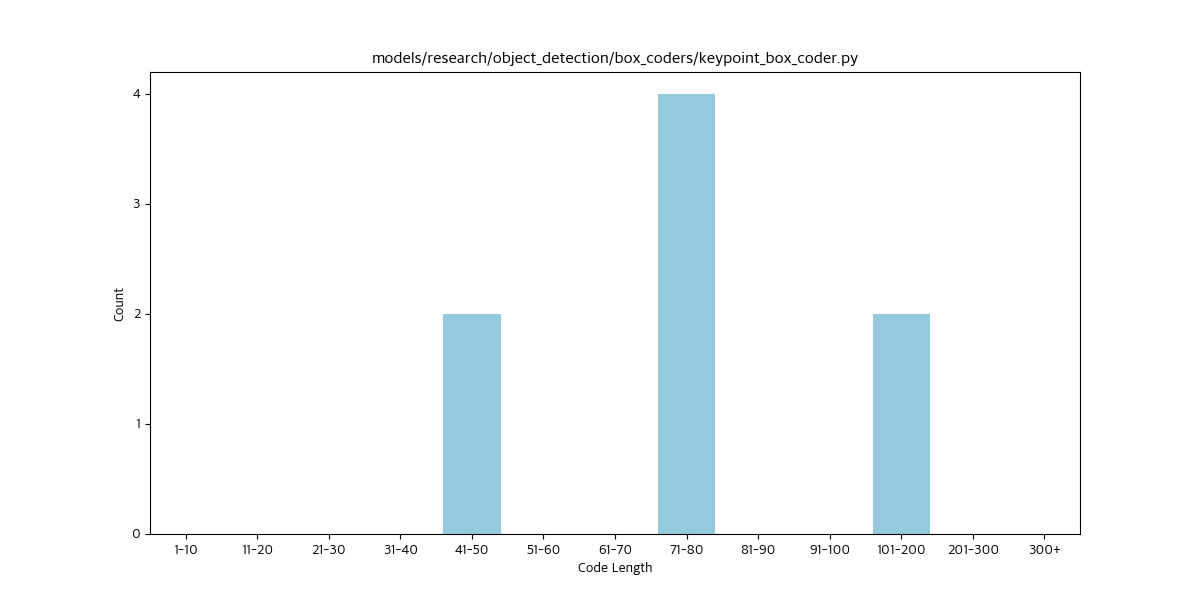 models/research/object_detection/box_coders/keypoint_box_coder.py
4
3
2
1
0
Count
1-10 11-20 21-30 31-40 41-50 51-60 61-70 71-80 81-90 91-100 101-200 201-300 300+
Code Length